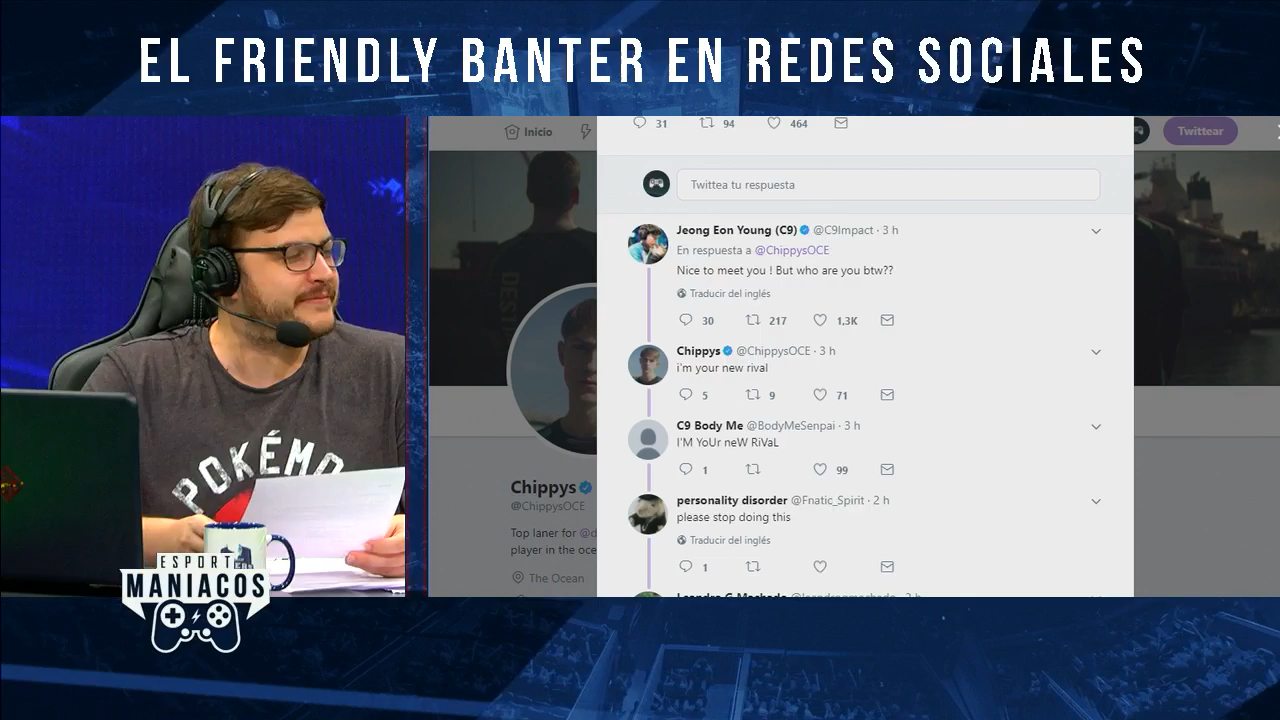 EL FRIENDLY BANTER EN REDES SOCIALES
31 94 464
Inicio
Twittear
Twittea tu respuesta
Jeong Eon Young (C9) @C9Impact · 3 h
En respuesta a @ChippysOCE
Nice to meet you ! But who are you btw??
Traducir del inglés
30 217 1,3K
Chippys @ChippysOCE · 3 h
i'm your new rival
5 9 71
C9 Body Me @BodyMeSenpai · 3 h
I'M YoUr neW RiVaL
1 99
personality disorder @Fnatic_Spirit · 2 h
please stop doing this
Traducir del inglés
1
Chippys
@ChippysOCE
Top laner for @d
player in the oce
The Ocean
POKÉMO
ESPORT
MANIACOS